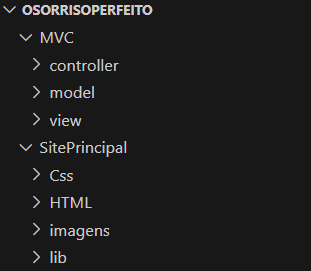 OSORRISOPERFEITO
MVC
controller
model
view
SitePrincipal
Css
HTML
imagens
lib